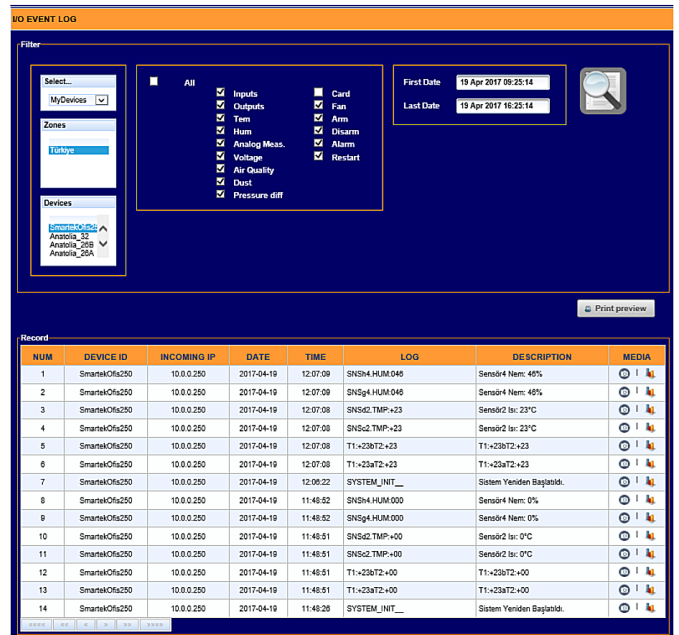 I/O EVENT LOG
Filter
Select...
MyDevices
Zones
Türkiye
Devices
SmartekOfis25
Anatolia_32
Anatolia_26B
Anatolia_26A
All
Inputs
Outputs
Tem
Hum
Analog Meas.
Voltage
Air Quality
Dust
Pressure diff
Card
Fan
Arm
Disarm
Alarm
Restart
First Date 19 Apr 2017 09:25:14
Last Date 19 Apr 2017 16:25:14
Print preview
Record
NUM DEVICE ID INCOMING IP DATE TIME LOG DESCRIPTION MEDIA
1 SmartekOfis250 10.0.0.250 2017-04-19 12:07:09 SNSh4.HUM:046 Sensör4 Nem: 46% |
2 SmartekOfis250 10.0.0.250 2017-04-19 12:07:09 SNSg4.HUM:046 Sensör4 Nem: 46% |
3 SmartekOfis250 10.0.0.250 2017-04-19 12:07:08 SNSd2.TMP:+23 Sensör2 Isı: 23°C |
4 SmartekOfis250 10.0.0.250 2017-04-19 12:07:08 SNSc2.TMP:+23 Sensör2 Isı: 23°C |
5 SmartekOfis250 10.0.0.250 2017-04-19 12:07:08 T1:+23bT2:+23 T1:+23bT2:+23 |
6 SmartekOfis250 10.0.0.250 2017-04-19 12:07:08 T1:+23aT2:+23 T1:+23aT2:+23 |
7 SmartekOfis250 10.0.0.250 2017-04-19 12:06:22 SYSTEM_INIT__ Sistem Yeniden Başlatıldı. |
8 SmartekOfis250 10.0.0.250 2017-04-19 11:48:52 SNSh4.HUM:000 Sensör4 Nem: 0% |
9 SmartekOfis250 10.0.0.250 2017-04-19 11:48:52 SNSg4.HUM:000 Sensör4 Nem: 0% |
10 SmartekOfis250 10.0.0.250 2017-04-19 11:48:51 SNSd2.TMP:+00 Sensör2 Isı: 0°C |
11 SmartekOfis250 10.0.0.250 2017-04-19 11:48:51 SNSc2.TMP:+00 Sensör2 Isı: 0°C |
12 SmartekOfis250 10.0.0.250 2017-04-19 11:48:51 T1:+23bT2:+00 T1:+23bT2:+00 |
13 SmartekOfis250 10.0.0.250 2017-04-19 11:48:51 T1:+23aT2:+00 T1:+23aT2:+00 |
14 SmartekOfis250 10.0.0.250 2017-04-19 11:48:26 SYSTEM_INIT__ Sistem Yeniden Başlatıldı. |
<<<< << < > >> >>>>